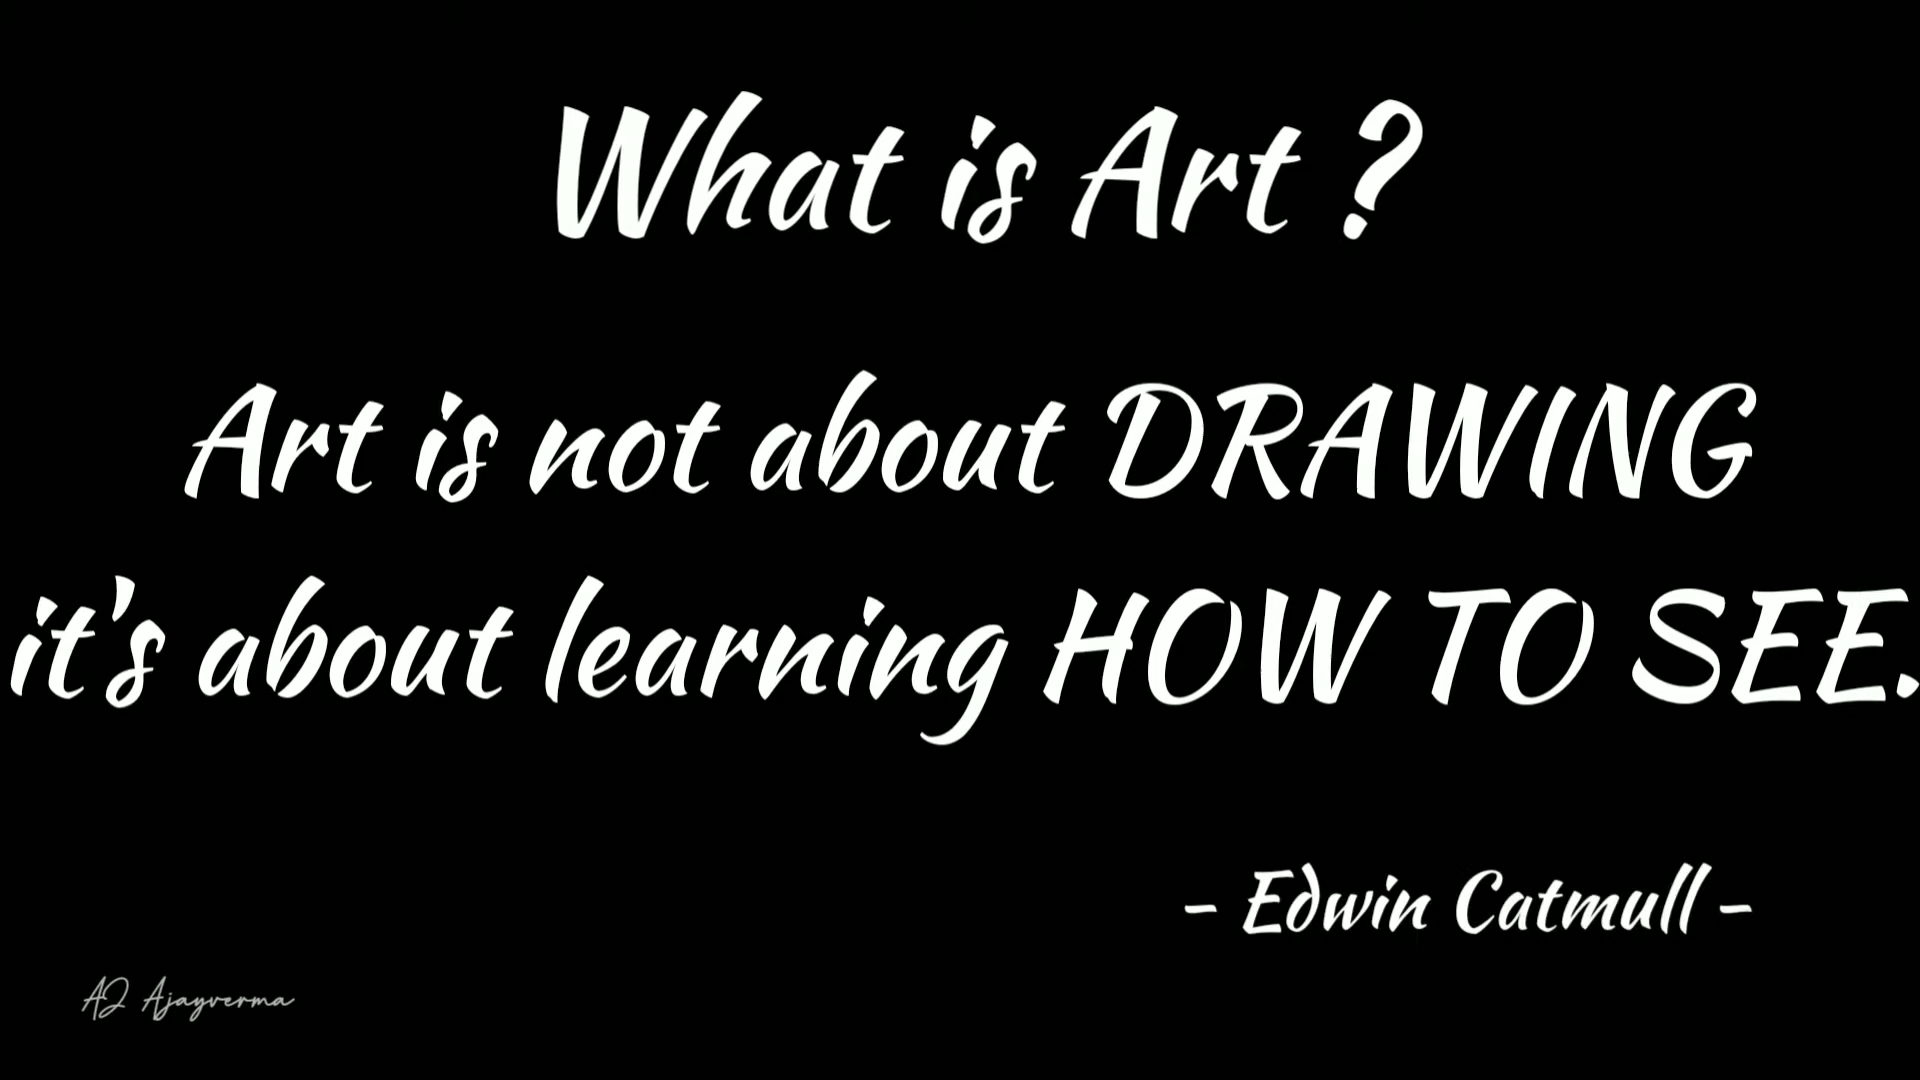 What is Art ?
Art is not about DRAWING
it's about learning HOW TO SEE.
- Edwin Catmull -
AJ Ajayverma